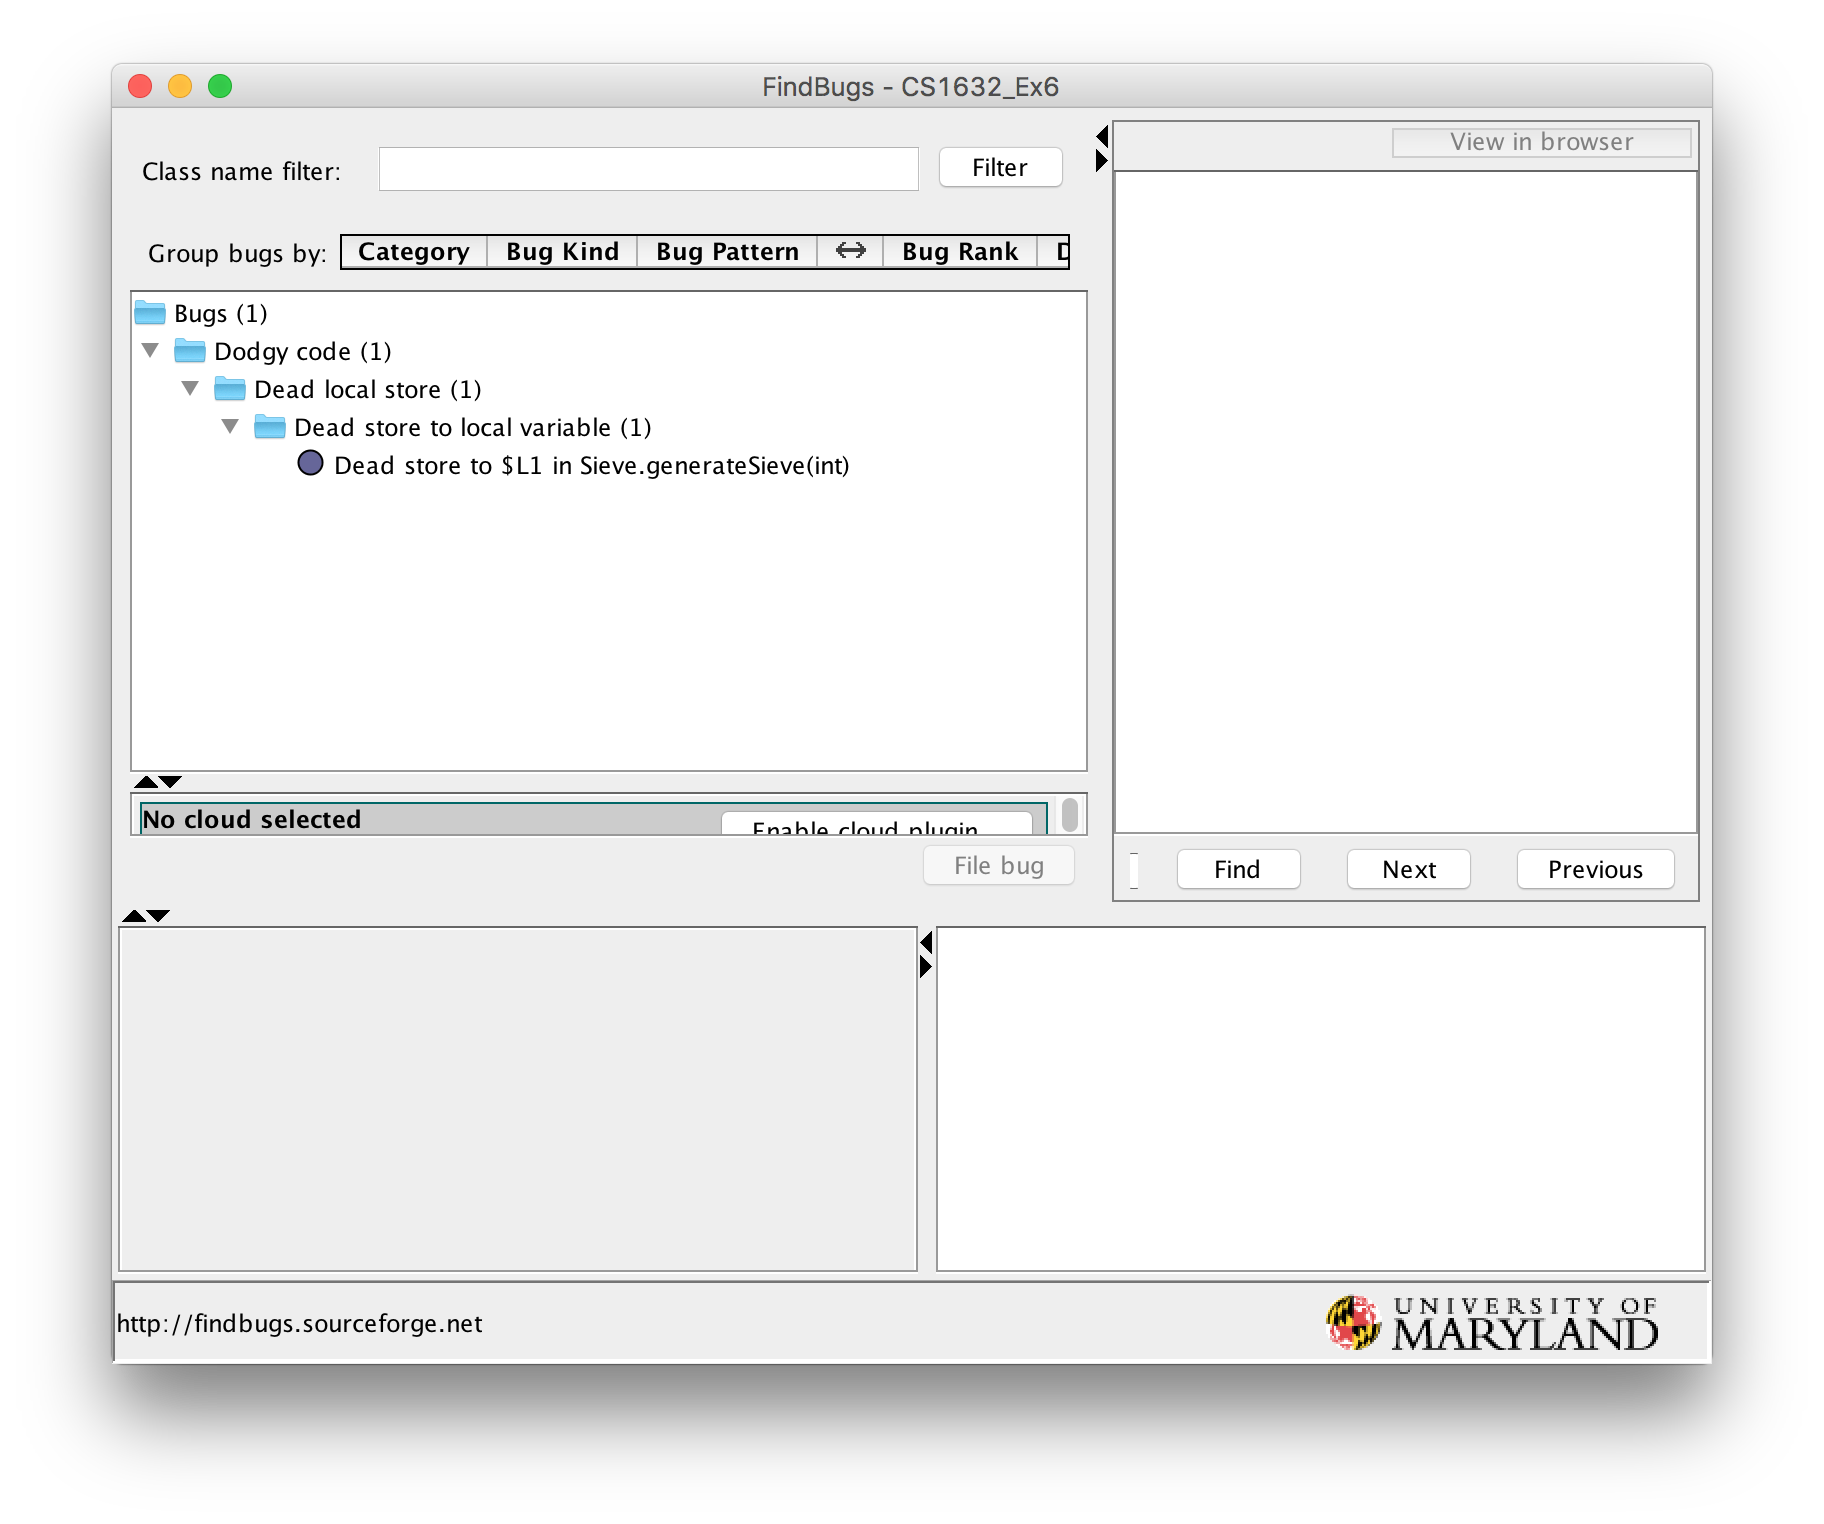 FindBugs - CS1632_Ex6
Class name filter:
Filter
View in browser
Group bugs by:
Category
Bug Kind
Bug Pattern
Bug Rank
Bugs (1)
Dodgy code (1)
Dead local store (1)
Dead store to local variable (1)
Dead store to $L1 in Sieve.generateSieve(int)
No cloud selected
Enable cloud plugin...
File bug
Find
Next
Previous
http://findbugs.sourceforge.net
UNIVERSITY OF
MARYLAND